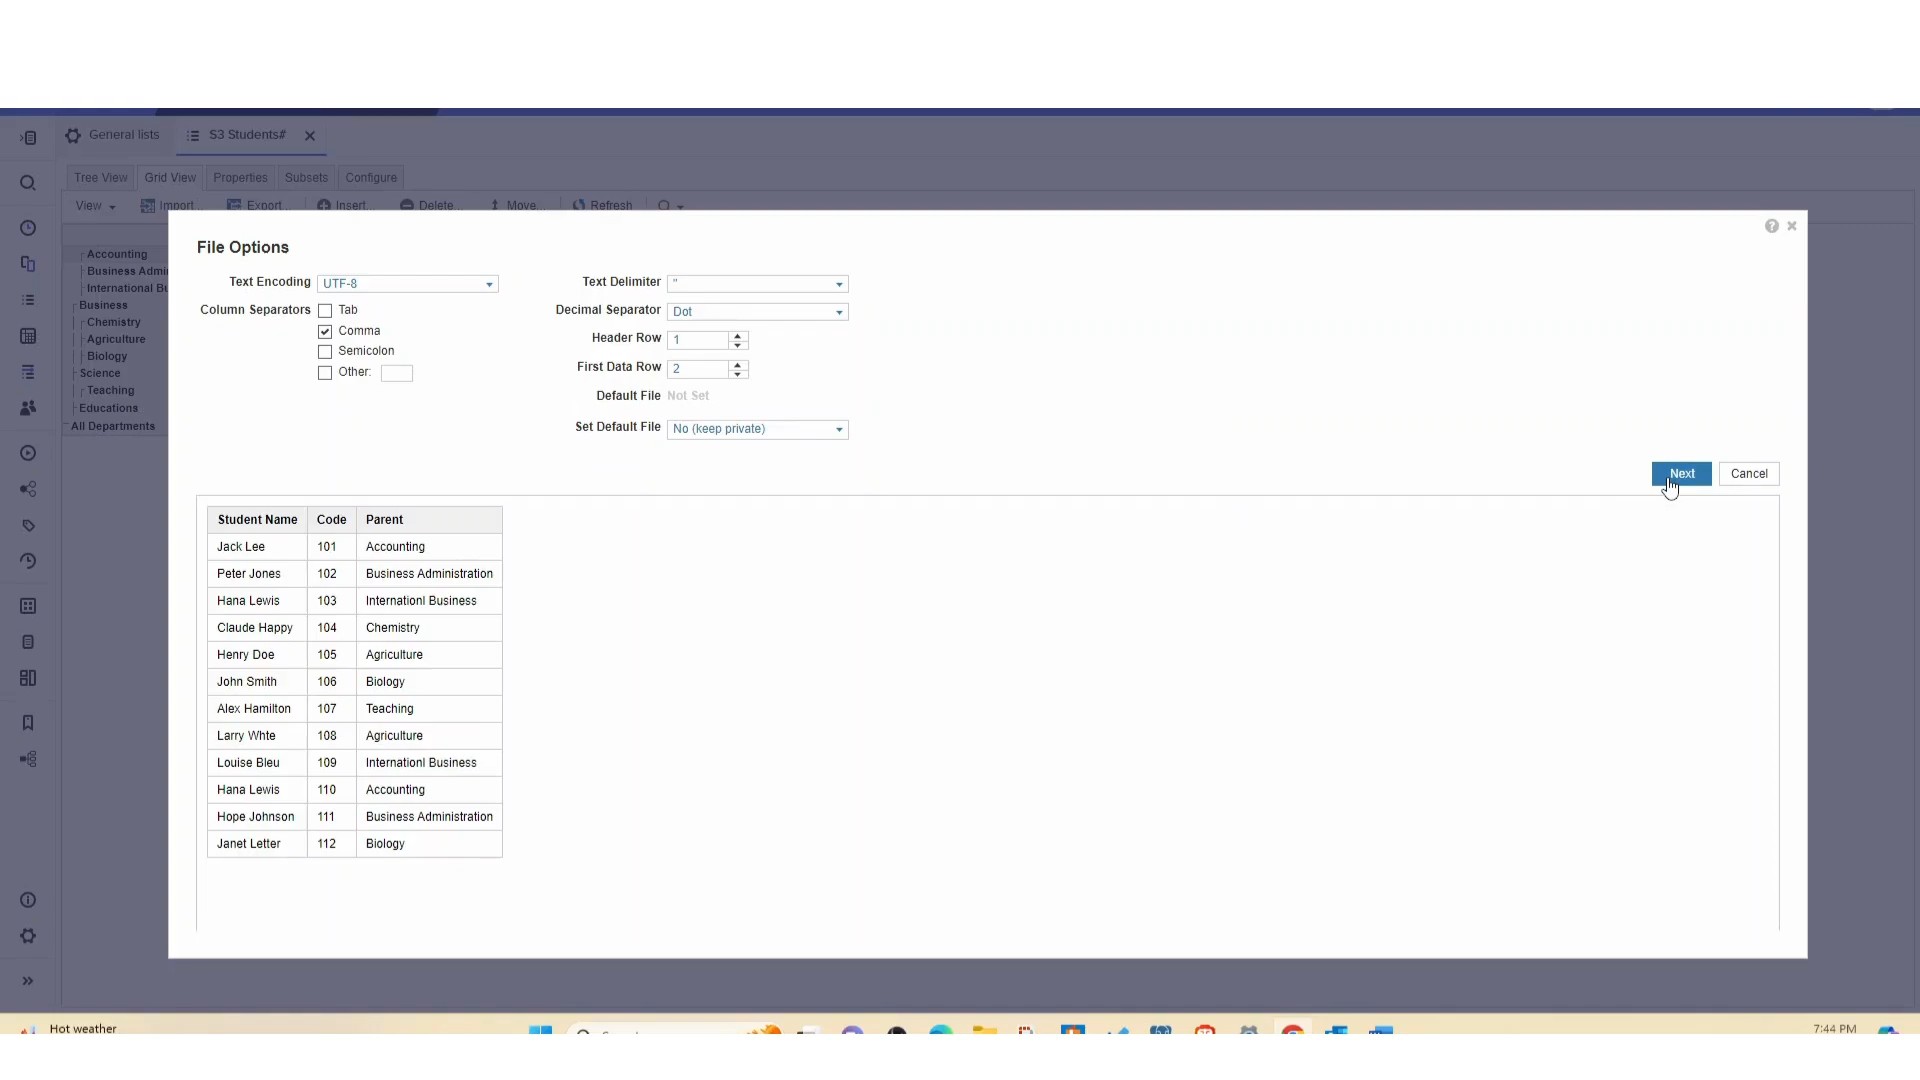 General lists
S3 Students#
Tree View
Grid View
Properties
Subsets
Configure
View
Import...
Export...
Insert...
Delete...
Move...
Refresh
Accounting
Business Admi
International Bu
Business
Chemistry
Agriculture
Biology
Science
Teaching
Educations
All Departments
File Options
Text Encoding UTF-8
Column Separators Tab
Comma
Semicolon
Other:
Text Delimiter "
Decimal Separator Dot
Header Row 1
First Data Row 2
Default File Not Set
Set Default File No (keep private)
Next Cancel
Student Name Code Parent
Jack Lee 101 Accounting
Peter Jones 102 Business Administration
Hana Lewis 103 Internationl Business
Claude Happy 104 Chemistry
Henry Doe 105 Agriculture
John Smith 106 Biology
Alex Hamilton 107 Teaching
Larry Whte 108 Agriculture
Louise Bleu 109 Internationl Business
Hana Lewis 110 Accounting
Hope Johnson 111 Business Administration
Janet Letter 112 Biology
Hot weather
7:44 PM